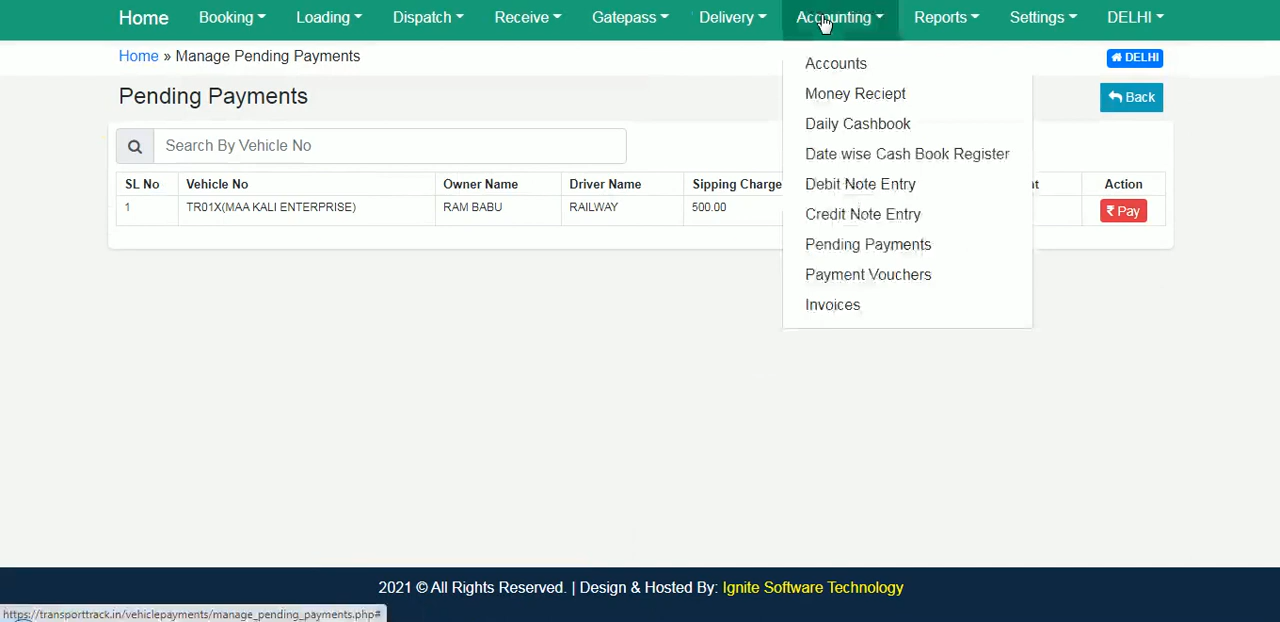 Home Booking Loading Dispatch Receive Gatepass Delivery Accounting Reports Settings DELHI
Home » Manage Pending Payments DELHI
Pending Payments Back
Search By Vehicle No
SL No Vehicle No Owner Name Driver Name Sipping Charge Action
1 TR01X(MAA KALI ENTERPRISE) RAM BABU RAILWAY 500.00 ₹ Pay
Accounts
Money Reciept
Daily Cashbook
Date wise Cash Book Register
Debit Note Entry
Credit Note Entry
Pending Payments
Payment Vouchers
Invoices
2021 © All Rights Reserved. | Design & Hosted By: Ignite Software Technology
https://transporttrack.in/vehiclepayments/manage_pending_payments.php#